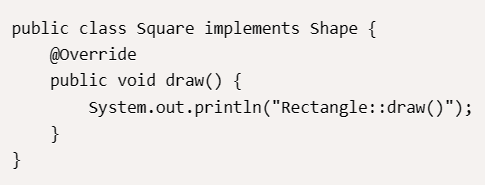 public class Square implements Shape {
    @Override
    public void draw() {
        System.out.println("Rectangle::draw()");
    }
}